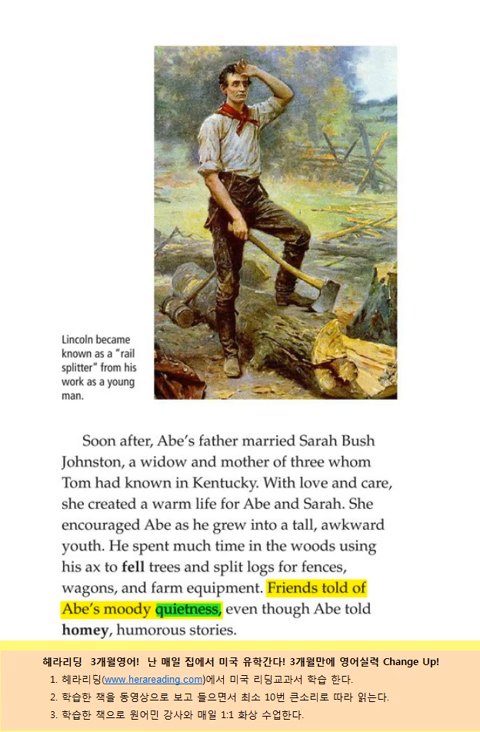 Lincoln became
known as a "rail
splitter" from his
work as a young
man.
Soon after, Abe's father married Sarah Bush
Johnston, a widow and mother of three whom
Tom had known in Kentucky. With love and care,
she created a warm life for Abe and Sarah. She
encouraged Abe as he grew into a tall, awkward
youth. He spent much time in the woods using
his ax to fell trees and split logs for fences,
wagons, and farm equipment. Friends told of
Abe's moody quietness, even though Abe told
homey, humorous stories.
헤라리딩 3개월영어! 난 매일 집에서 미국 유학간다! 3개월만에 영어실력 Change Up!
1. 헤라리딩(www.herareading.com)에서 미국 리딩교과서 학습 한다.
2. 학습한 책을 동영상으로 보고 들으면서 최소 10번 큰소리로 따라 읽는다.
3. 학습한 책으로 원어민 강사와 매일 1:1 화상 수업한다.